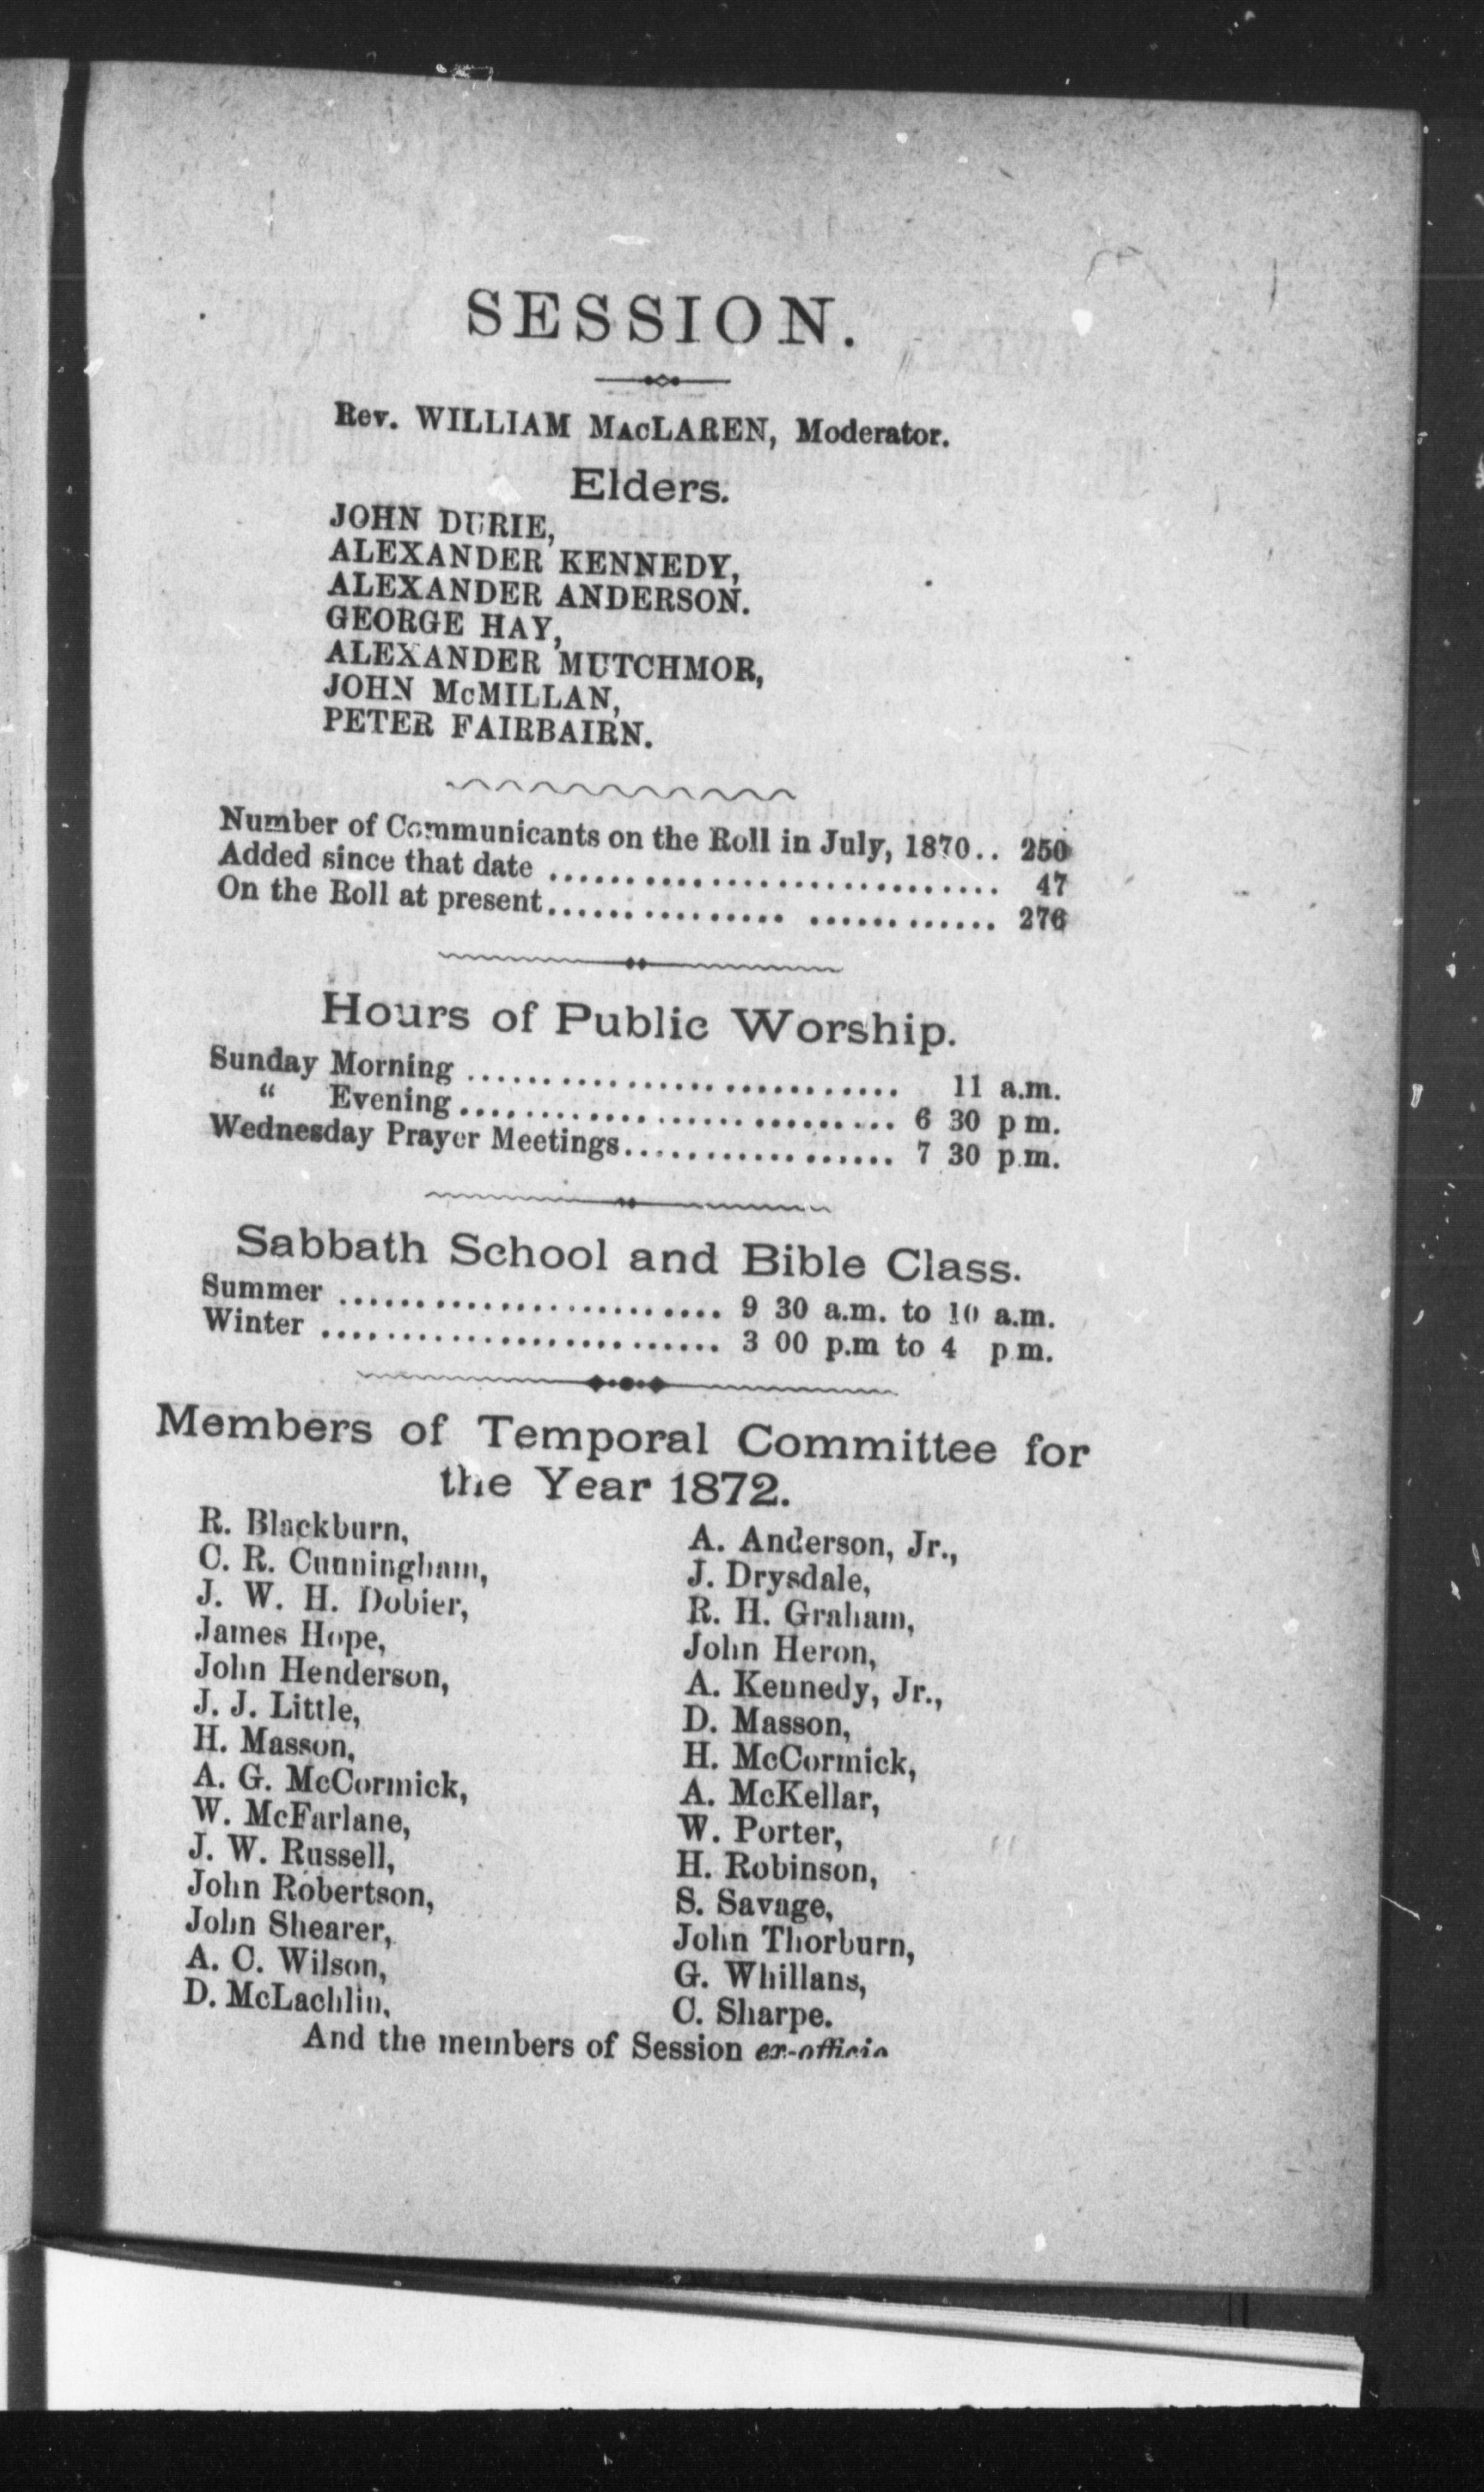 SESSION.
Rev. WILLIAM MacLAREN, Moderator.
Elders.
JOHN DURIE,
ALEXANDER KENNEDY,
ALEXANDER ANDERSON.
GEORGE HAY,
ALEXANDER MUTCHMOR,
JOHN McMILLAN,
PETER FAIRBAIRN.
Number of Communicants on the Roll in July, 1870.. 250
Added since that date .............................. 47
On the Roll at present................ ............ 276
Hours of Public Worship.
Sunday Morning ............................ 11 a.m.
“ Evening............................ 6 30 p m.
Wednesday Prayer Meetings.................. 7 30 p.m.
Sabbath School and Bible Class.
Summer ......................... 9 30 a.m. to 10 a.m.
Winter .......................... 3 00 p.m to 4 p m.
Members of Temporal Committee for
the Year 1872.
R. Blackburn,
C. R. Cunningham,
J. W. H. Dobier,
James Hope,
John Henderson,
J. J. Little,
H. Masson,
A. G. McCormick,
W. McFarlane,
J. W. Russell,
John Robertson,
John Shearer,
A. C. Wilson,
D. McLachlin,
A. Anderson, Jr.,
J. Drysdale,
R. H. Graham,
John Heron,
A. Kennedy, Jr.,
D. Masson,
H. McCormick,
A. McKellar,
W. Porter,
H. Robinson,
S. Savage,
John Thorburn,
G. Whillans,
C. Sharpe.
And the members of Session ex-officio